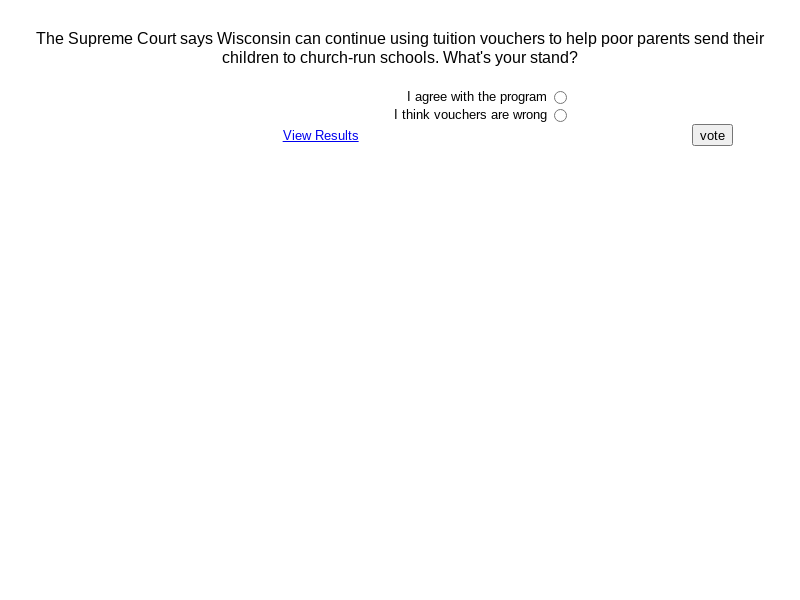 The Supreme Court says Wisconsin can continue using tuition vouchers to help poor parents send their
children to church-run schools. What's your stand?
I agree with the program
I think vouchers are wrong
View Results
vote